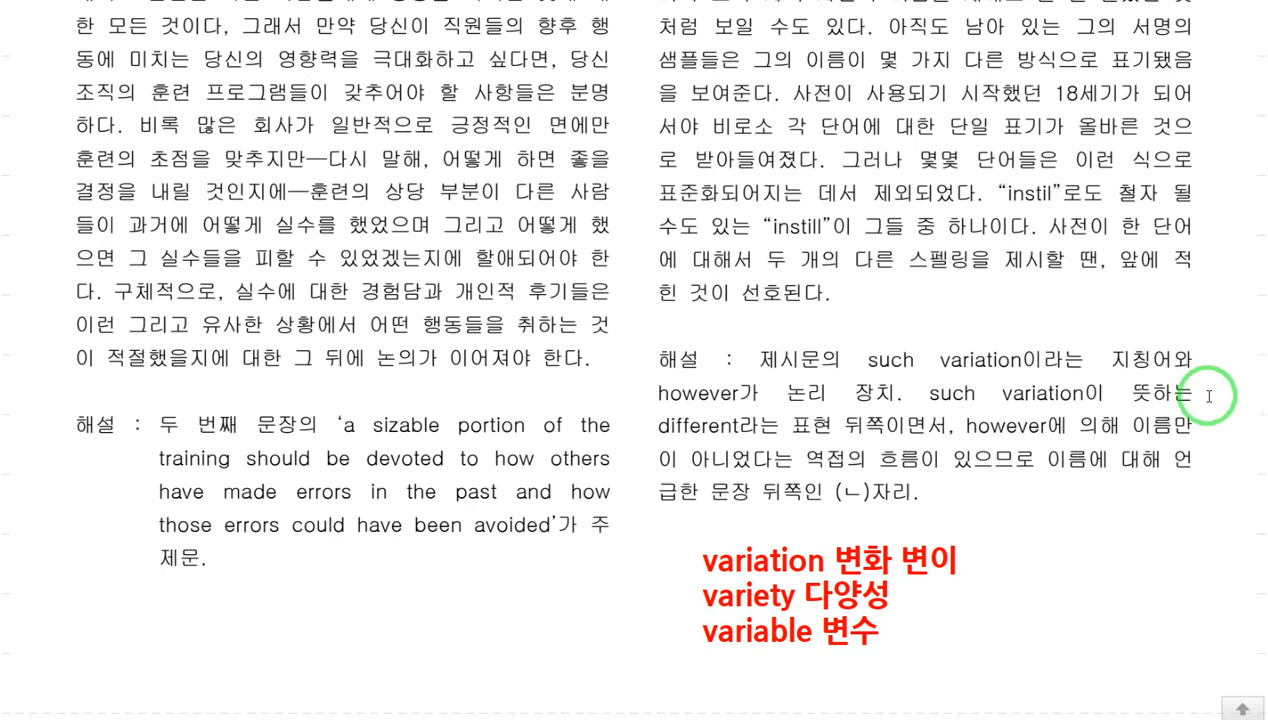 한 모든 것이다, 그래서 만약 당신이 직원들의 향후 행
동에 미치는 당신의 영향력을 극대화하고 싶다면, 당신
조직의 훈련 프로그램들이 갖추어야 할 사항들은 분명
하다. 비록 많은 회사가 일반적으로 긍정적인 면에만
훈련의 초점을 맞추지만—다시 말해, 어떻게 하면 좋을
결정을 내릴 것인지에—훈련의 상당 부분이 다른 사람
들이 과거에 어떻게 실수를 했었으며 그리고 어떻게 했
으면 그 실수들을 피할 수 있었겠는지에 할애되어야 한
다. 구체적으로, 실수에 대한 경험담과 개인적 후기들은
이런 그리고 유사한 상황에서 어떤 행동들을 취하는 것
이 적절했을지에 대한 그 뒤에 논의가 이어져야 한다.
해설 : 두 번째 문장의 ‘a sizable portion of the
training should be devoted to how others
have made errors in the past and how
those errors could have been avoided’가 주
제문.
처럼 보일 수도 있다. 아직도 남아 있는 그의 서명의
샘플들은 그의 이름이 몇 가지 다른 방식으로 표기됐음
을 보여준다. 사전이 사용되기 시작했던 18세기가 되어
서야 비로소 각 단어에 대한 단일 표기가 올바른 것으
로 받아들여졌다. 그러나 몇몇 단어들은 이런 식으로
표준화되어지는 데서 제외되었다. “instil”로도 철자 될
수도 있는 “instill”이 그들 중 하나이다. 사전이 한 단어
에 대해서 두 개의 다른 스펠링을 제시할 땐, 앞에 적
힌 것이 선호된다.
해설 : 제시문의 such variation이라는 지칭어와
however가 논리 장치. such variation이 뜻하는
different라는 표현 뒤쪽이면서, however에 의해 이름만
이 아니었다는 역접의 흐름이 있으므로 이름에 대해 언
급한 문장 뒤쪽인 (ㄴ)자리.
variation 변화 변이
variety 다양성
variable 변수